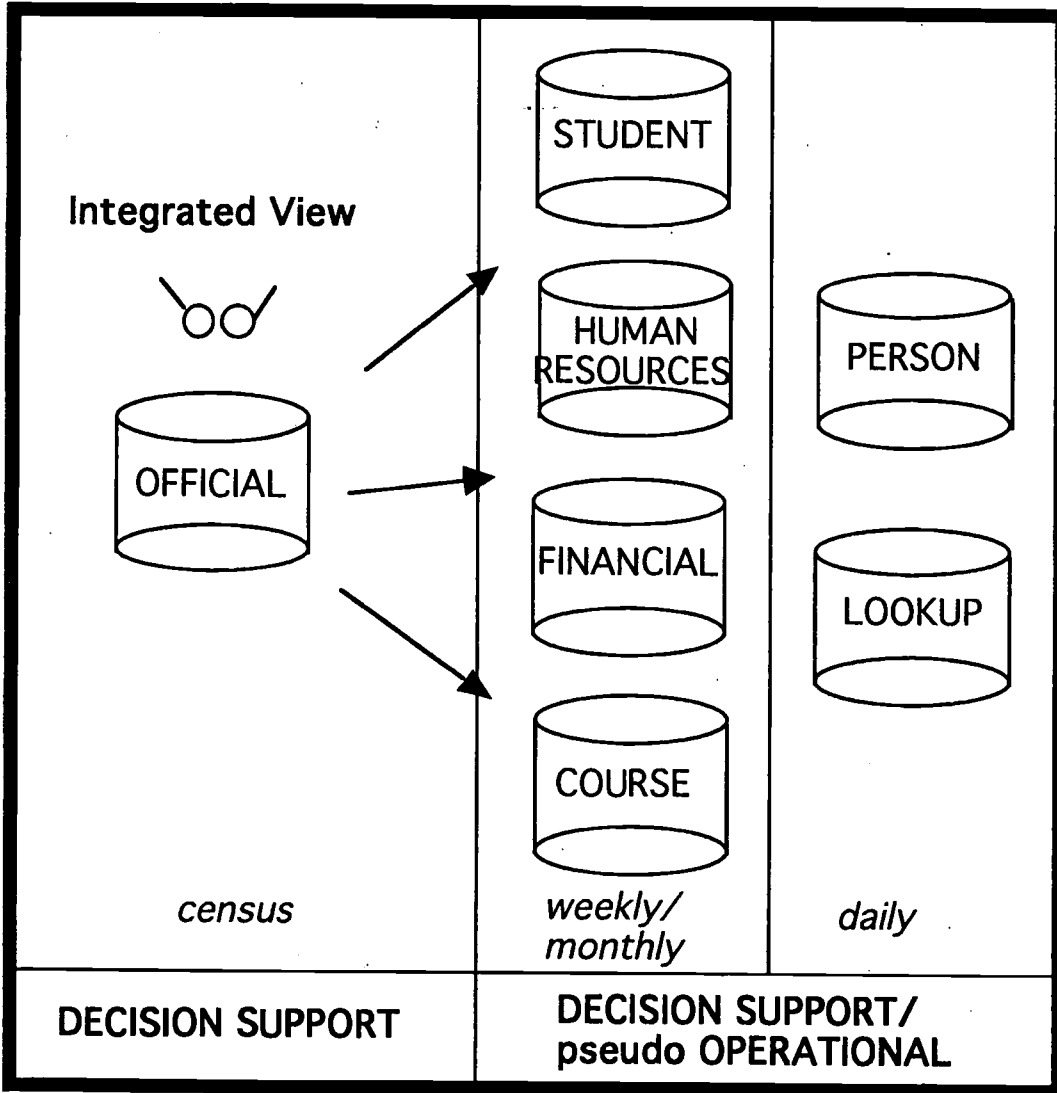 Integrated View
OFFICIAL
census
STUDENT
HUMAN
RESOURCES
FINANCIAL
COURSE
weekly/
monthly
PERSON
LOOKUP
daily
DECISION SUPPORT
DECISION SUPPORT/
pseudo OPERATIONAL